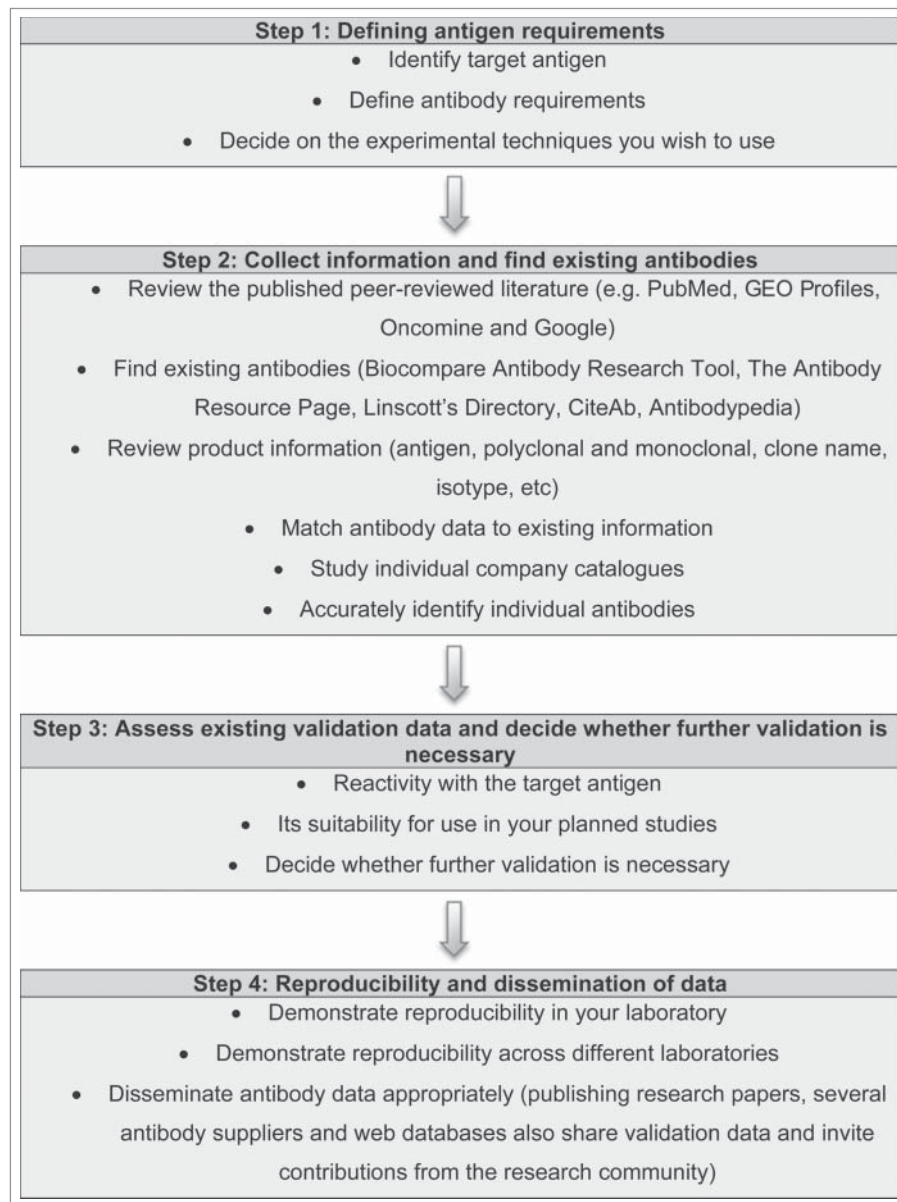 Step 1: Defining antigen requirements
• Identify target antigen
• Define antibody requirements
• Decide on the experimental techniques you wish to use
Step 2: Collect information and find existing antibodies
• Review the published peer-reviewed literature (e.g. PubMed, GEO Profiles,
Oncomine and Google)
• Find existing antibodies (Biocompare Antibody Research Tool, The Antibody
Resource Page, Linscott’s Directory, CiteAb, Antibodypedia)
• Review product information (antigen, polyclonal and monoclonal, clone name,
isotype, etc)
• Match antibody data to existing information
• Study individual company catalogues
• Accurately identify individual antibodies
Step 3: Assess existing validation data and decide whether further validation is
necessary
• Reactivity with the target antigen
• Its suitability for use in your planned studies
• Decide whether further validation is necessary
Step 4: Reproducibility and dissemination of data
• Demonstrate reproducibility in your laboratory
• Demonstrate reproducibility across different laboratories
• Disseminate antibody data appropriately (publishing research papers, several
antibody suppliers and web databases also share validation data and invite
contributions from the research community)